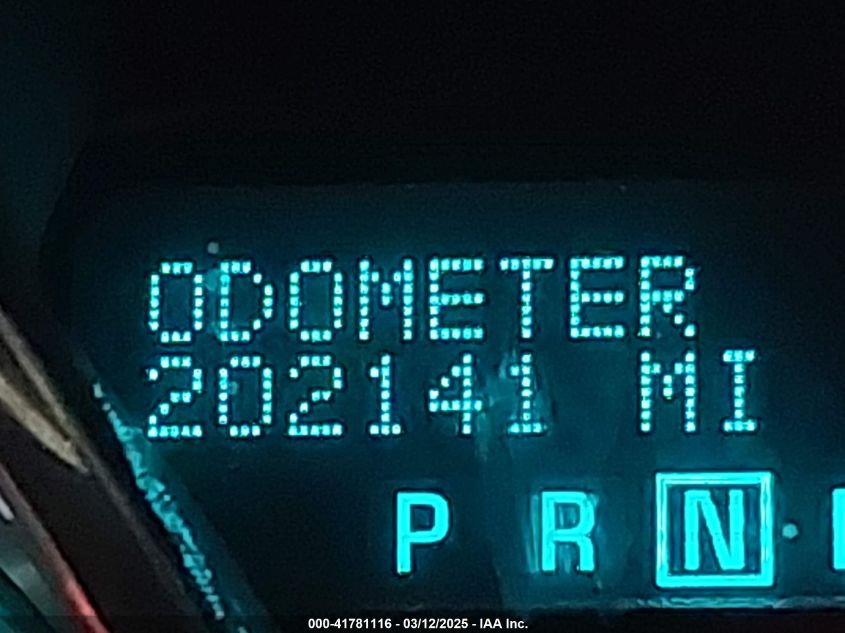 ODOMETER
202141 MI
P R N
000-41781116 - 03/12/2025 - IAA Inc.